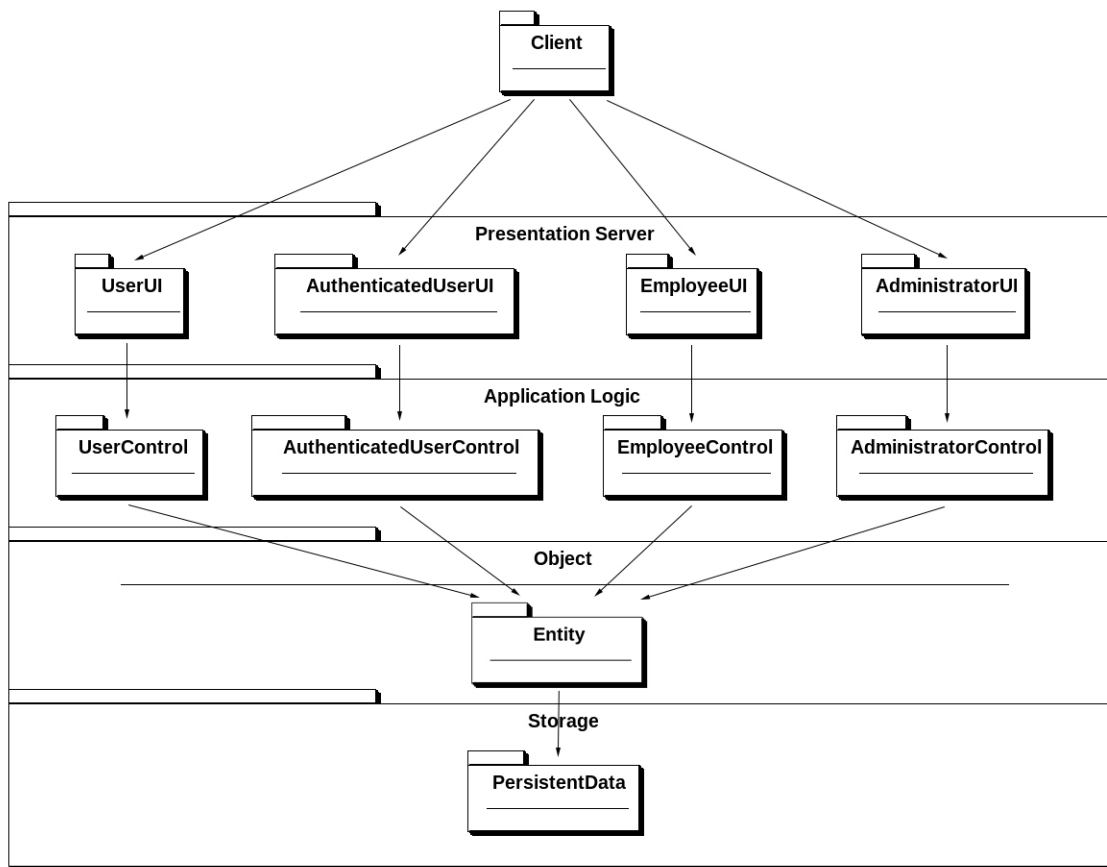 Client
Presentation Server
UserUI
AuthenticatedUserUI
EmployeeUI
AdministratorUI
Application Logic
UserControl
AuthenticatedUserControl
EmployeeControl
AdministratorControl
Object
Entity
Storage
PersistentData